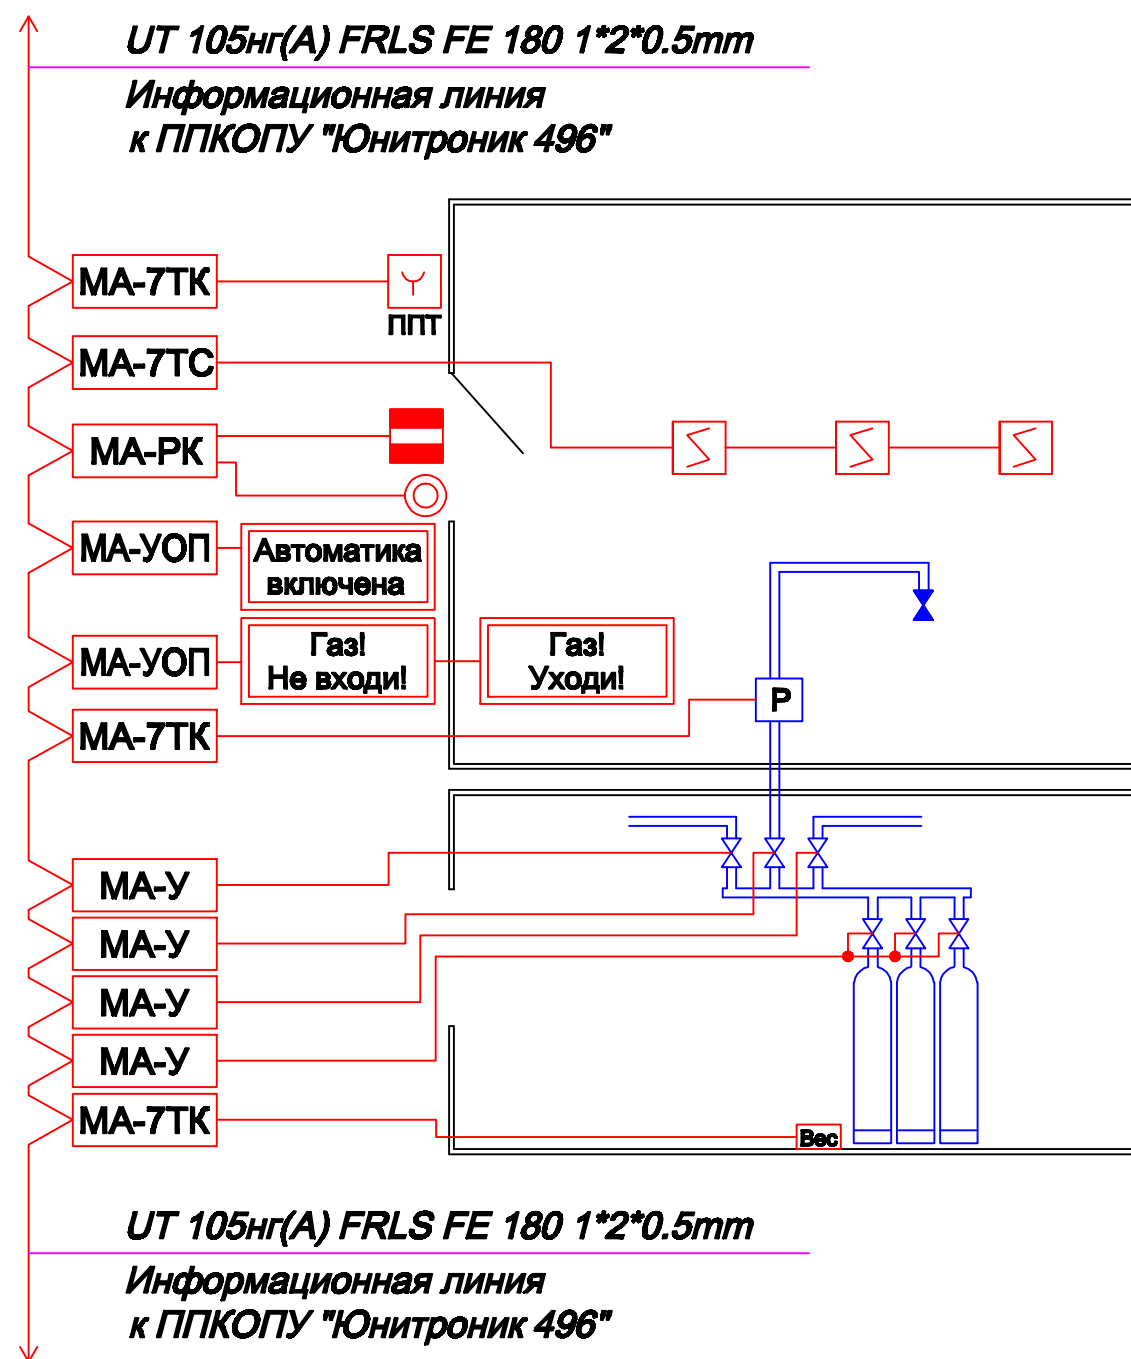 UT 105нг(А) FRLS FE 180 1*2*0.5mm
Информационная линия
к ППКОПУ "Юнитроник 496"
МА-7ТК
ППТ
МА-7ТС
МА-РК
МА-УОП
Автоматика
включена
МА-УОП
Газ!
Не входи!
Газ!
Уходи!
МА-7ТК
P
МА-У
МА-У
МА-У
МА-У
МА-7ТК
Вес
UT 105нг(А) FRLS FE 180 1*2*0.5mm
Информационная линия
к ППКОПУ "Юнитроник 496"